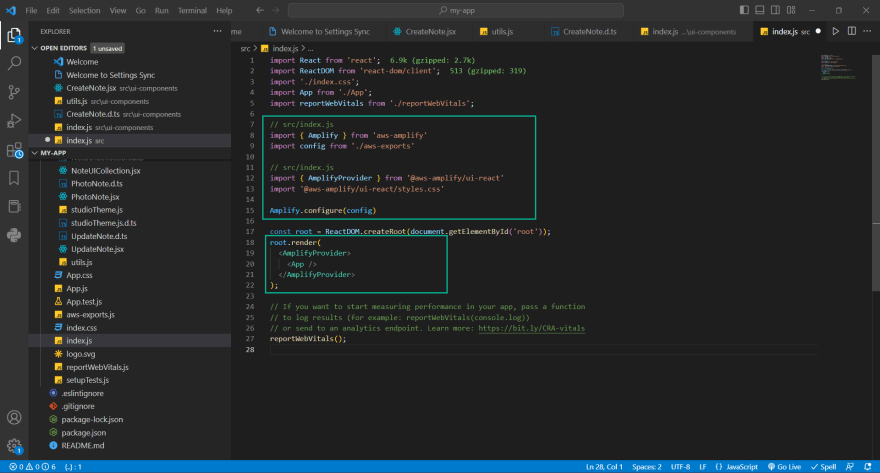 File Edit Selection View Go Run Terminal Help
my-app
EXPLORER
OPEN EDITORS 1 unsaved
Welcome
Welcome to Settings Sync
CreateNote.jsx src\ui-components
utils.js src\ui-components
CreateNote.d.ts src\ui-components
index.js src\ui-components
index.js src
MY-APP
NoteUICollection.jsx
PhotoNote.d.ts
PhotoNote.jsx
studioTheme.js
studioTheme.js.d.ts
UpdateNote.d.ts
UpdateNote.jsx
utils.js
App.css
App.js
App.test.js
aws-exports.js
index.css
index.js
logo.svg
reportWebVitals.js
setupTests.js
.eslintignore
.gitignore
package-lock.json
package.json
README.md
me Welcome to Settings Sync CreateNote.jsx utils.js CreateNote.d.ts index.js ...\ui-components index.js src
src > index.js > ...
1 import React from 'react'; 6.9k (gzipped: 2.7k)
2 import ReactDOM from 'react-dom/client'; 513 (gzipped: 319)
3 import './index.css';
4 import App from './App';
5 import reportWebVitals from './reportWebVitals';
6
7 // src/index.js
8 import { Amplify } from 'aws-amplify'
9 import config from './aws-exports'
10
11 // src/index.js
12 import { AmplifyProvider } from '@aws-amplify/ui-react'
13 import '@aws-amplify/ui-react/styles.css'
14
15 Amplify.configure(config)
16
17 const root = ReactDOM.createRoot(document.getElementById('root'));
18 root.render(
19 <AmplifyProvider>
20 <App />
21 </AmplifyProvider>
22 );
23
24 // If you want to start measuring performance in your app, pass a function
25 // to log results (for example: reportWebVitals(console.log))
26 // or send to an analytics endpoint. Learn more: https://bit.ly/CRA-vitals
27 reportWebVitals();
28
0 0 6 {..} : 1 Ln 28, Col 1 Spaces: 2 UTF-8 LF {} JavaScript Go Live Spell